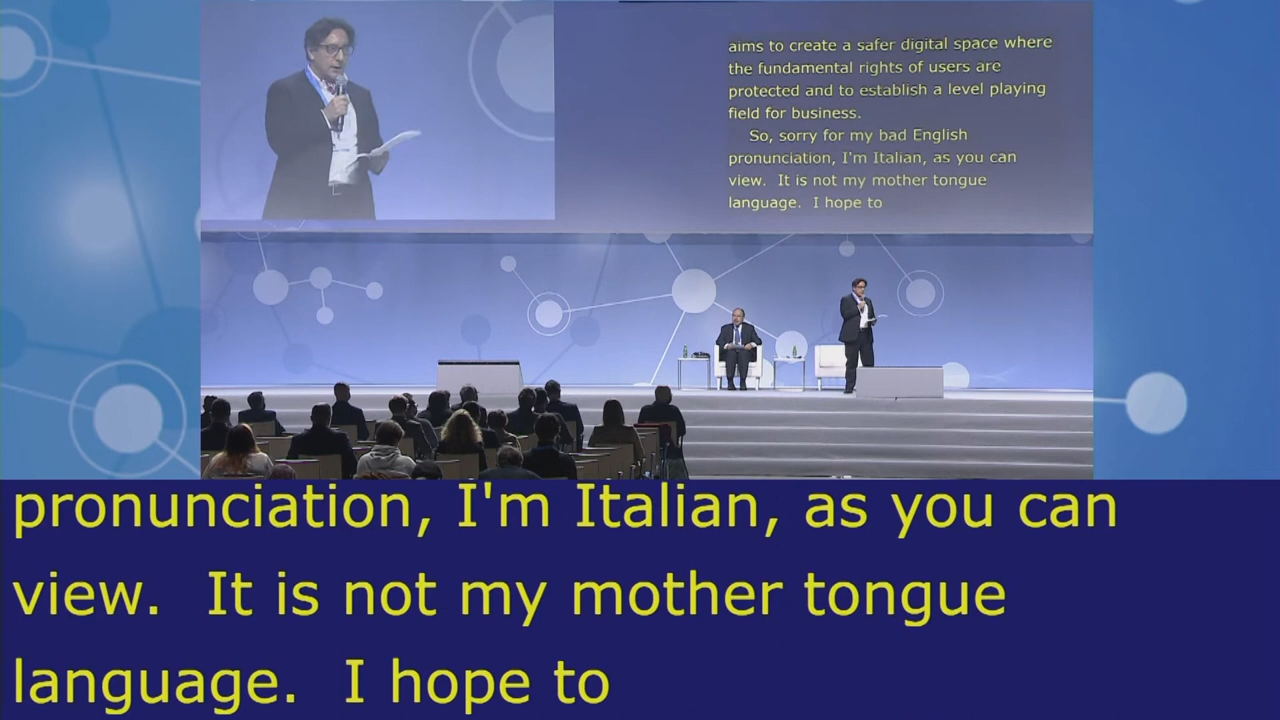 aims to create a safer digital space where
the fundamental rights of users are
protected and to establish a level playing
field for business.
So, sorry for my bad English
pronunciation, I'm Italian, as you can
view.  It is not my mother tongue
language.  I hope to
pronunciation, I'm Italian, as you can
view.  It is not my mother tongue
language.  I hope to